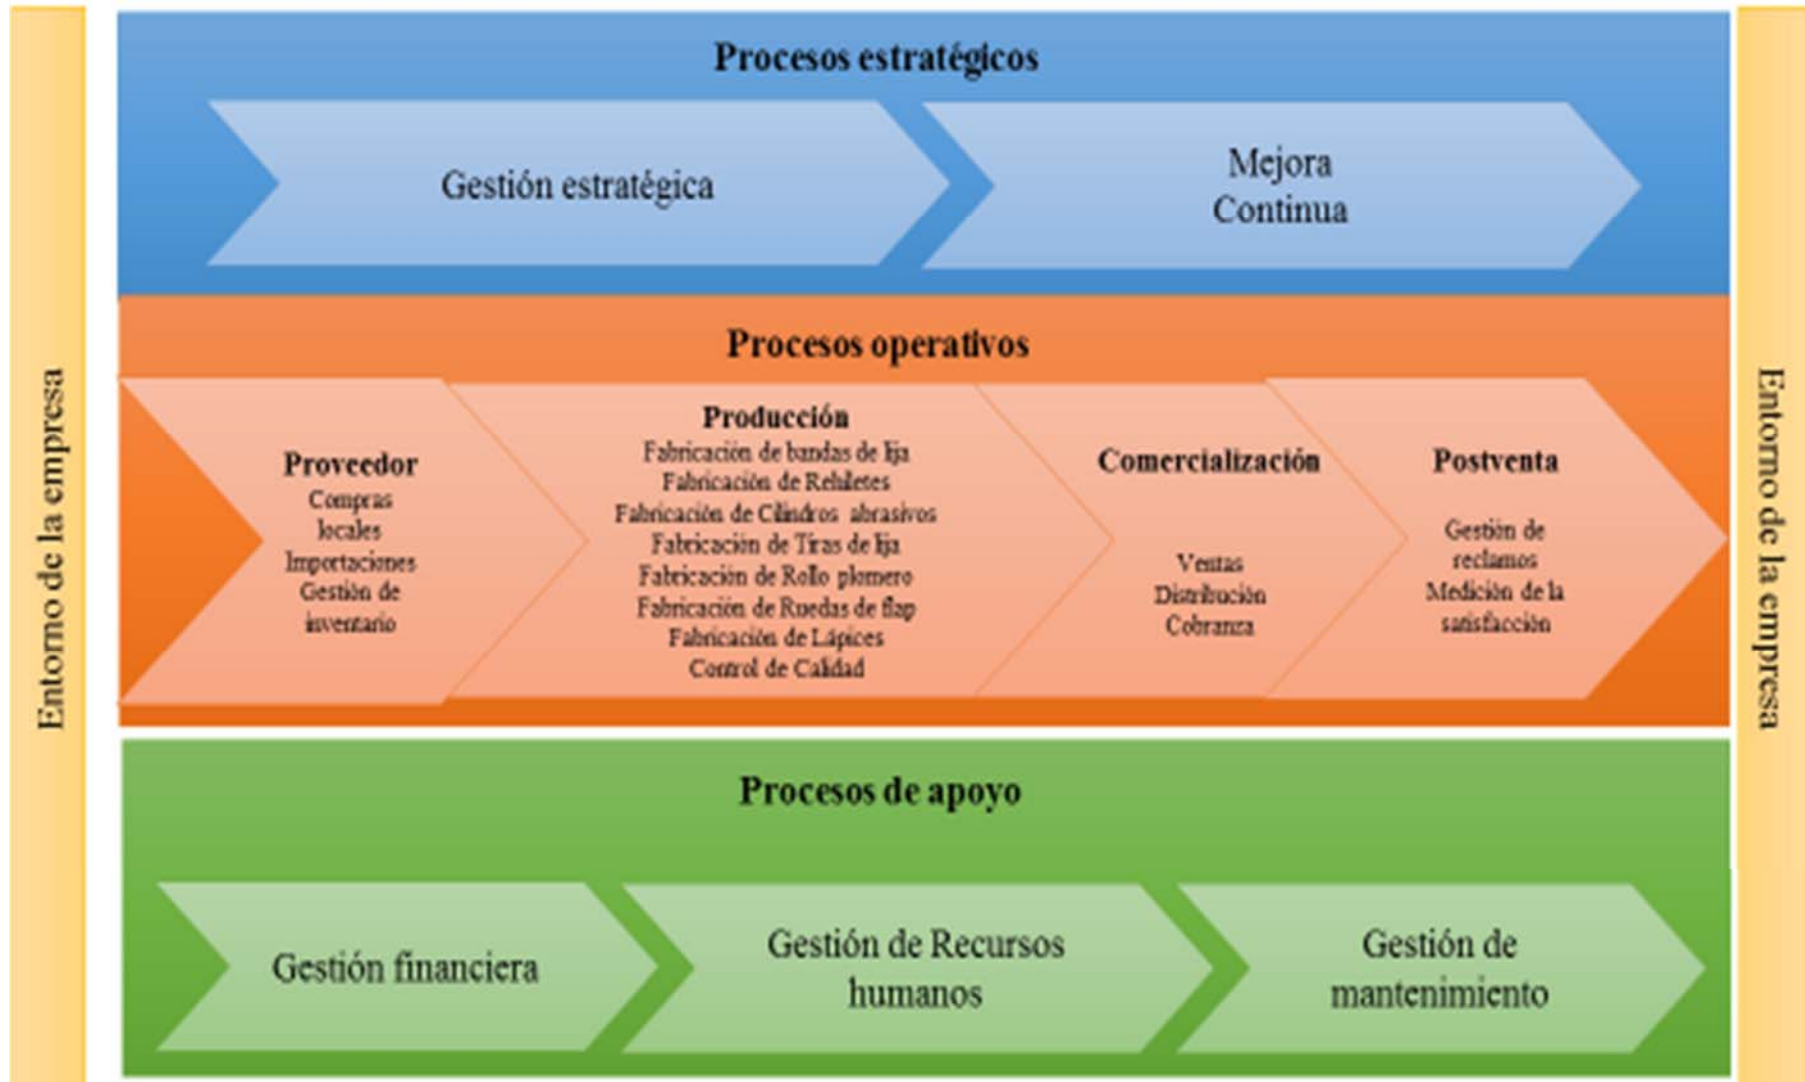 Entorno de la empresa
Procesos estratégicos
Gestión estratégica
Mejora
Continua
Procesos operativos
Proveedor
Compras
locales
Importaciones
Gestión de
inventario
Producción
Fabricación de bandas de lija
Fabricación de Rehiletes
Fabricación de Cilindros abrasivos
Fabricación de Tiras de lija
Fabricación de Rollo plomero
Fabricación de Ruedas de flap
Fabricación de Lápices
Control de Calidad
Comercialización
Ventas
Distribución
Cobranza
Postventa
Gestión de
reclamos
Medición de la
satisfacción
Procesos de apoyo
Gestión financiera
Gestión de Recursos
humanos
Gestión de
mantenimiento
Entorno de la empresa